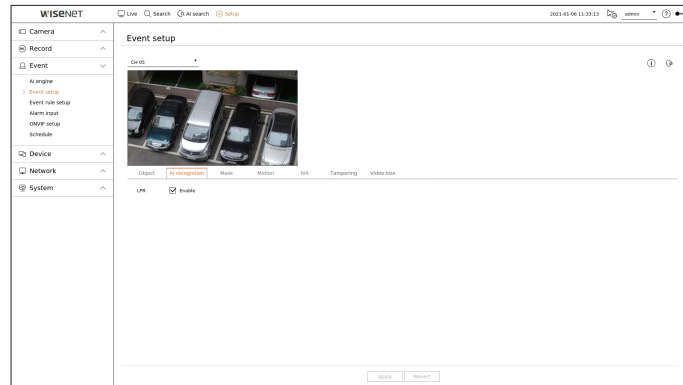 WISENET
Live Search AI search Setup
2021-01-06 11:33:13 admin ?
Camera
Record
Event
AI engine
> Event setup
Event rule setup
Alarm input
ONVIF setup
Schedule
Device
Network
System
Event setup
CH 05
Object AI recognition Mask Motion IVA Tampering Video loss
LPR Enable
Apply Revert